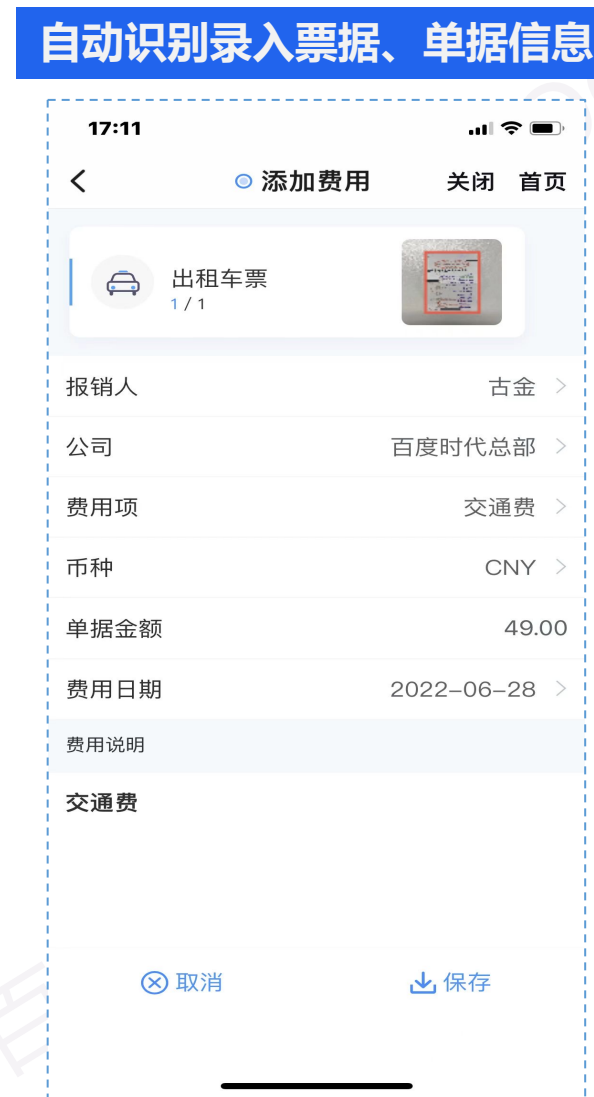 自动识别录入票据、单据信息
17:11
添加费用 关闭 首页
出租车票
1 / 1
报销人 古金
公司 百度时代总部
费用项 交通费
币种 CNY
单据金额 49.00
费用日期 2022-06-28
费用说明
交通费
取消 保存